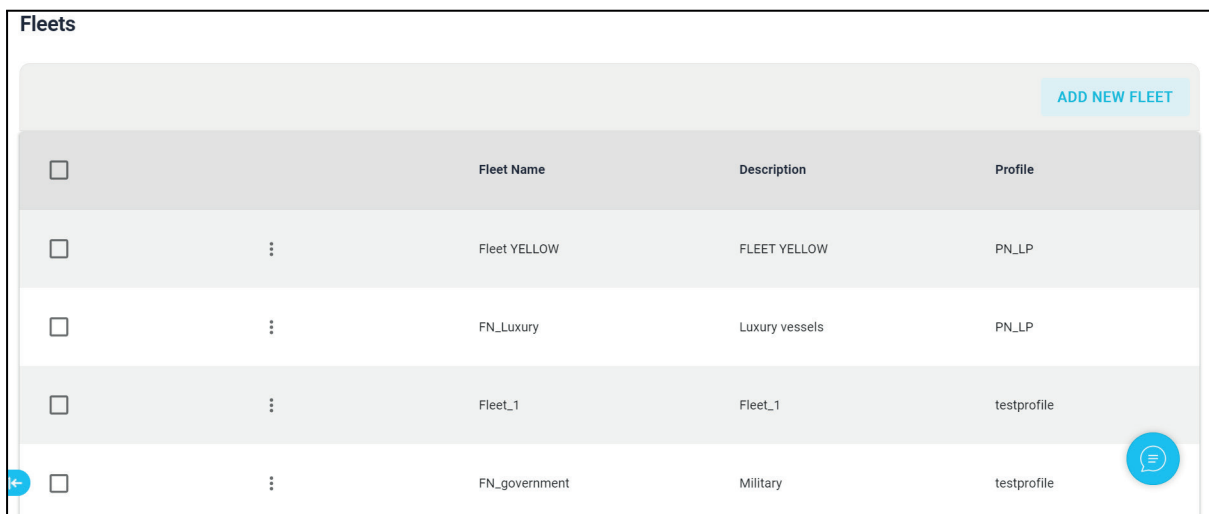 Fleets
ADD NEW FLEET
Fleet Name Description Profile
Fleet YELLOW FLEET YELLOW PN_LP
FN_Luxury Luxury vessels PN_LP
Fleet_1 Fleet_1 testprofile
FN_government Military testprofile